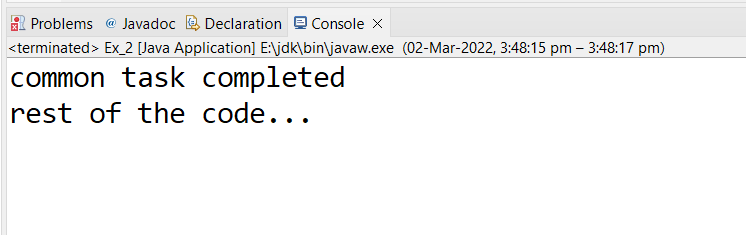 Problems @ Javadoc Declaration Console
<terminated> Ex_2 [Java Application] E:\jdk\bin\javaw.exe (02-Mar-2022, 3:48:15 pm – 3:48:17 pm)
common task completed
rest of the code...